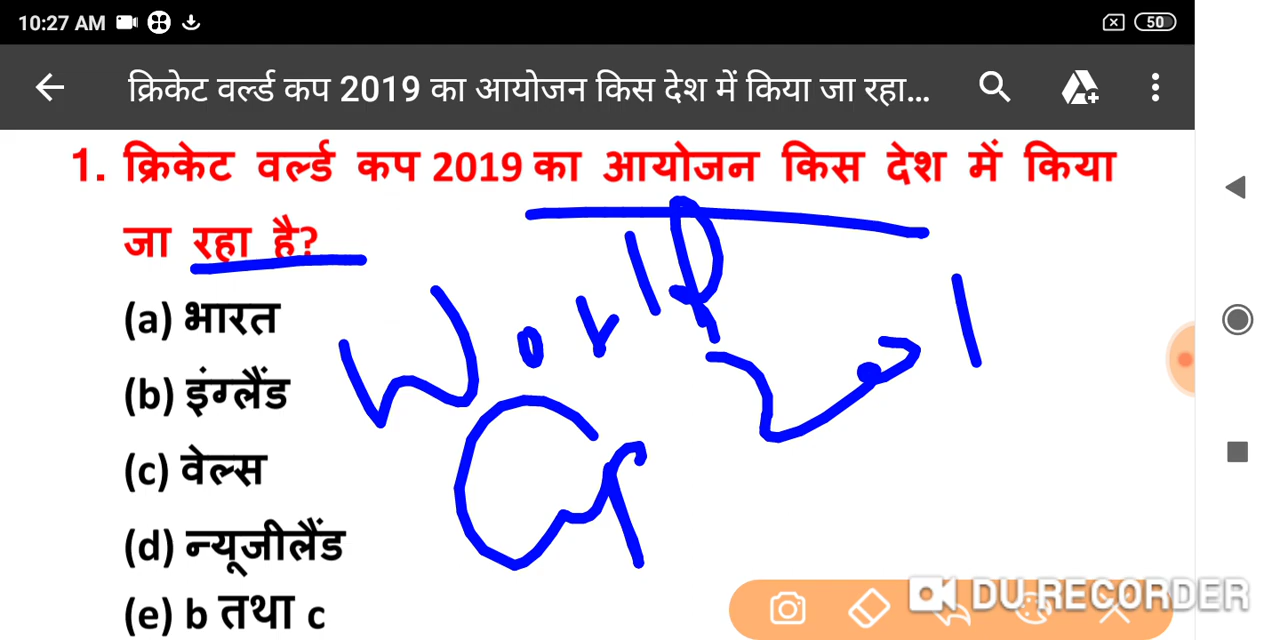 10:27 AM 50
क्रिकेट वर्ल्ड कप 2019 का आयोजन किस देश में किया जा रहा...
1. क्रिकेट वर्ल्ड कप 2019 का आयोजन किस देश में किया
जा रहा है?
(a) भारत
(b) इंग्लैंड
(c) वेल्स
(d) न्यूजीलैंड
(e) b तथा c
World
Cup
DU RECORDER